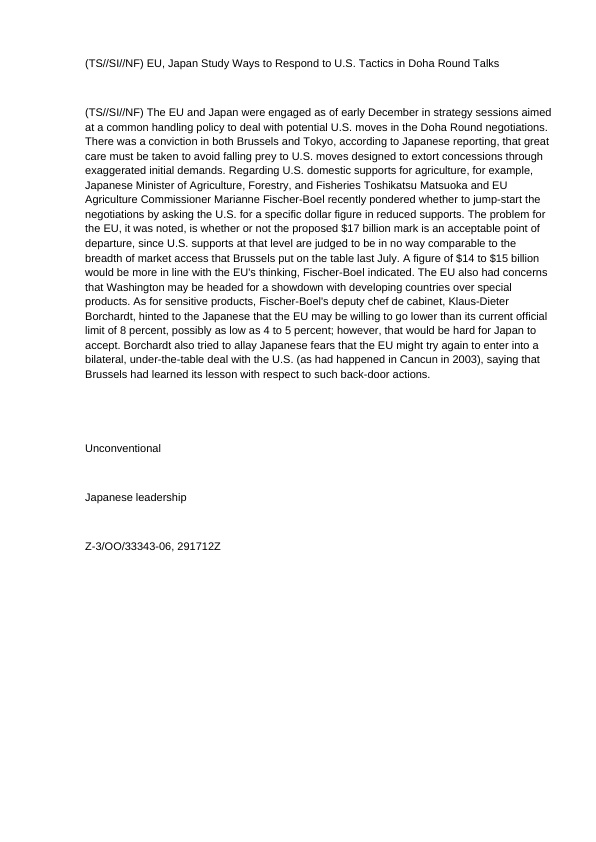 (TS//SI//NF) EU, Japan Study Ways to Respond to U.S. Tactics in Doha Round Talks
(TS//SI//NF) The EU and Japan were engaged as of early December in strategy sessions aimed
at a common handling policy to deal with potential U.S. moves in the Doha Round negotiations.
There was a conviction in both Brussels and Tokyo, according to Japanese reporting, that great
care must be taken to avoid falling prey to U.S. moves designed to extort concessions through
exaggerated initial demands. Regarding U.S. domestic supports for agriculture, for example,
Japanese Minister of Agriculture, Forestry, and Fisheries Toshikatsu Matsuoka and EU
Agriculture Commissioner Marianne Fischer-Boel recently pondered whether to jump-start the
negotiations by asking the U.S. for a specific dollar figure in reduced supports. The problem for
the EU, it was noted, is whether or not the proposed $17 billion mark is an acceptable point of
departure, since U.S. supports at that level are judged to be in no way comparable to the
breadth of market access that Brussels put on the table last July. A figure of $14 to $15 billion
would be more in line with the EU's thinking, Fischer-Boel indicated. The EU also had concerns
that Washington may be headed for a showdown with developing countries over special
products. As for sensitive products, Fischer-Boel's deputy chef de cabinet, Klaus-Dieter
Borchardt, hinted to the Japanese that the EU may be willing to go lower than its current official
limit of 8 percent, possibly as low as 4 to 5 percent; however, that would be hard for Japan to
accept. Borchardt also tried to allay Japanese fears that the EU might try again to enter into a
bilateral, under-the-table deal with the U.S. (as had happened in Cancun in 2003), saying that
Brussels had learned its lesson with respect to such back-door actions.
Unconventional
Japanese leadership
Z-3/OO/33343-06, 291712Z